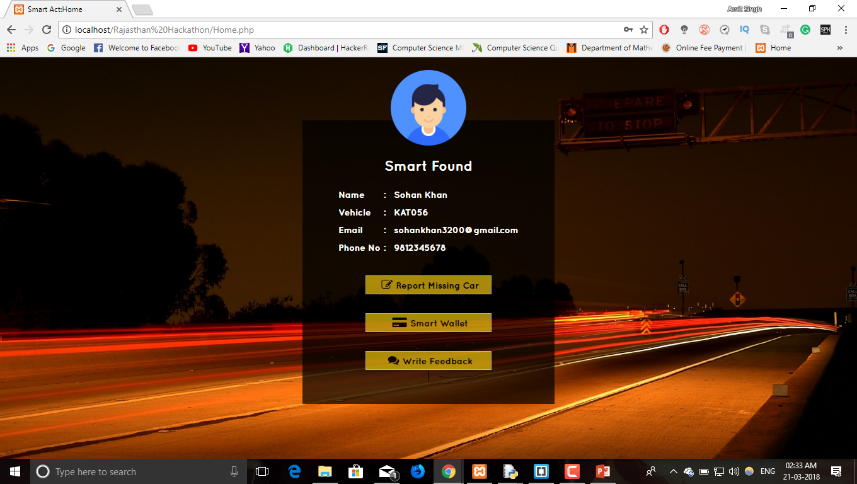 Smart Act:Home
Amit Singh
localhost/Rajasthan%20Hackathon/Home.php
Apps Google Welcome to Faceboo YouTube Yahoo Dashboard | HackerR Computer Science M Computer Science Q Department of Mathe Online Fee Payment | Home
PREPARE
TO STOP
Smart Found
Name : Sohan Khan
Vehicle : KAT056
Email : sohankhan3200@gmail.com
Phone No : 9812345678
Report Missing Car
Smart Wallet
Write Feedback
Type here to search
ENG
02:33 AM
21-03-2018